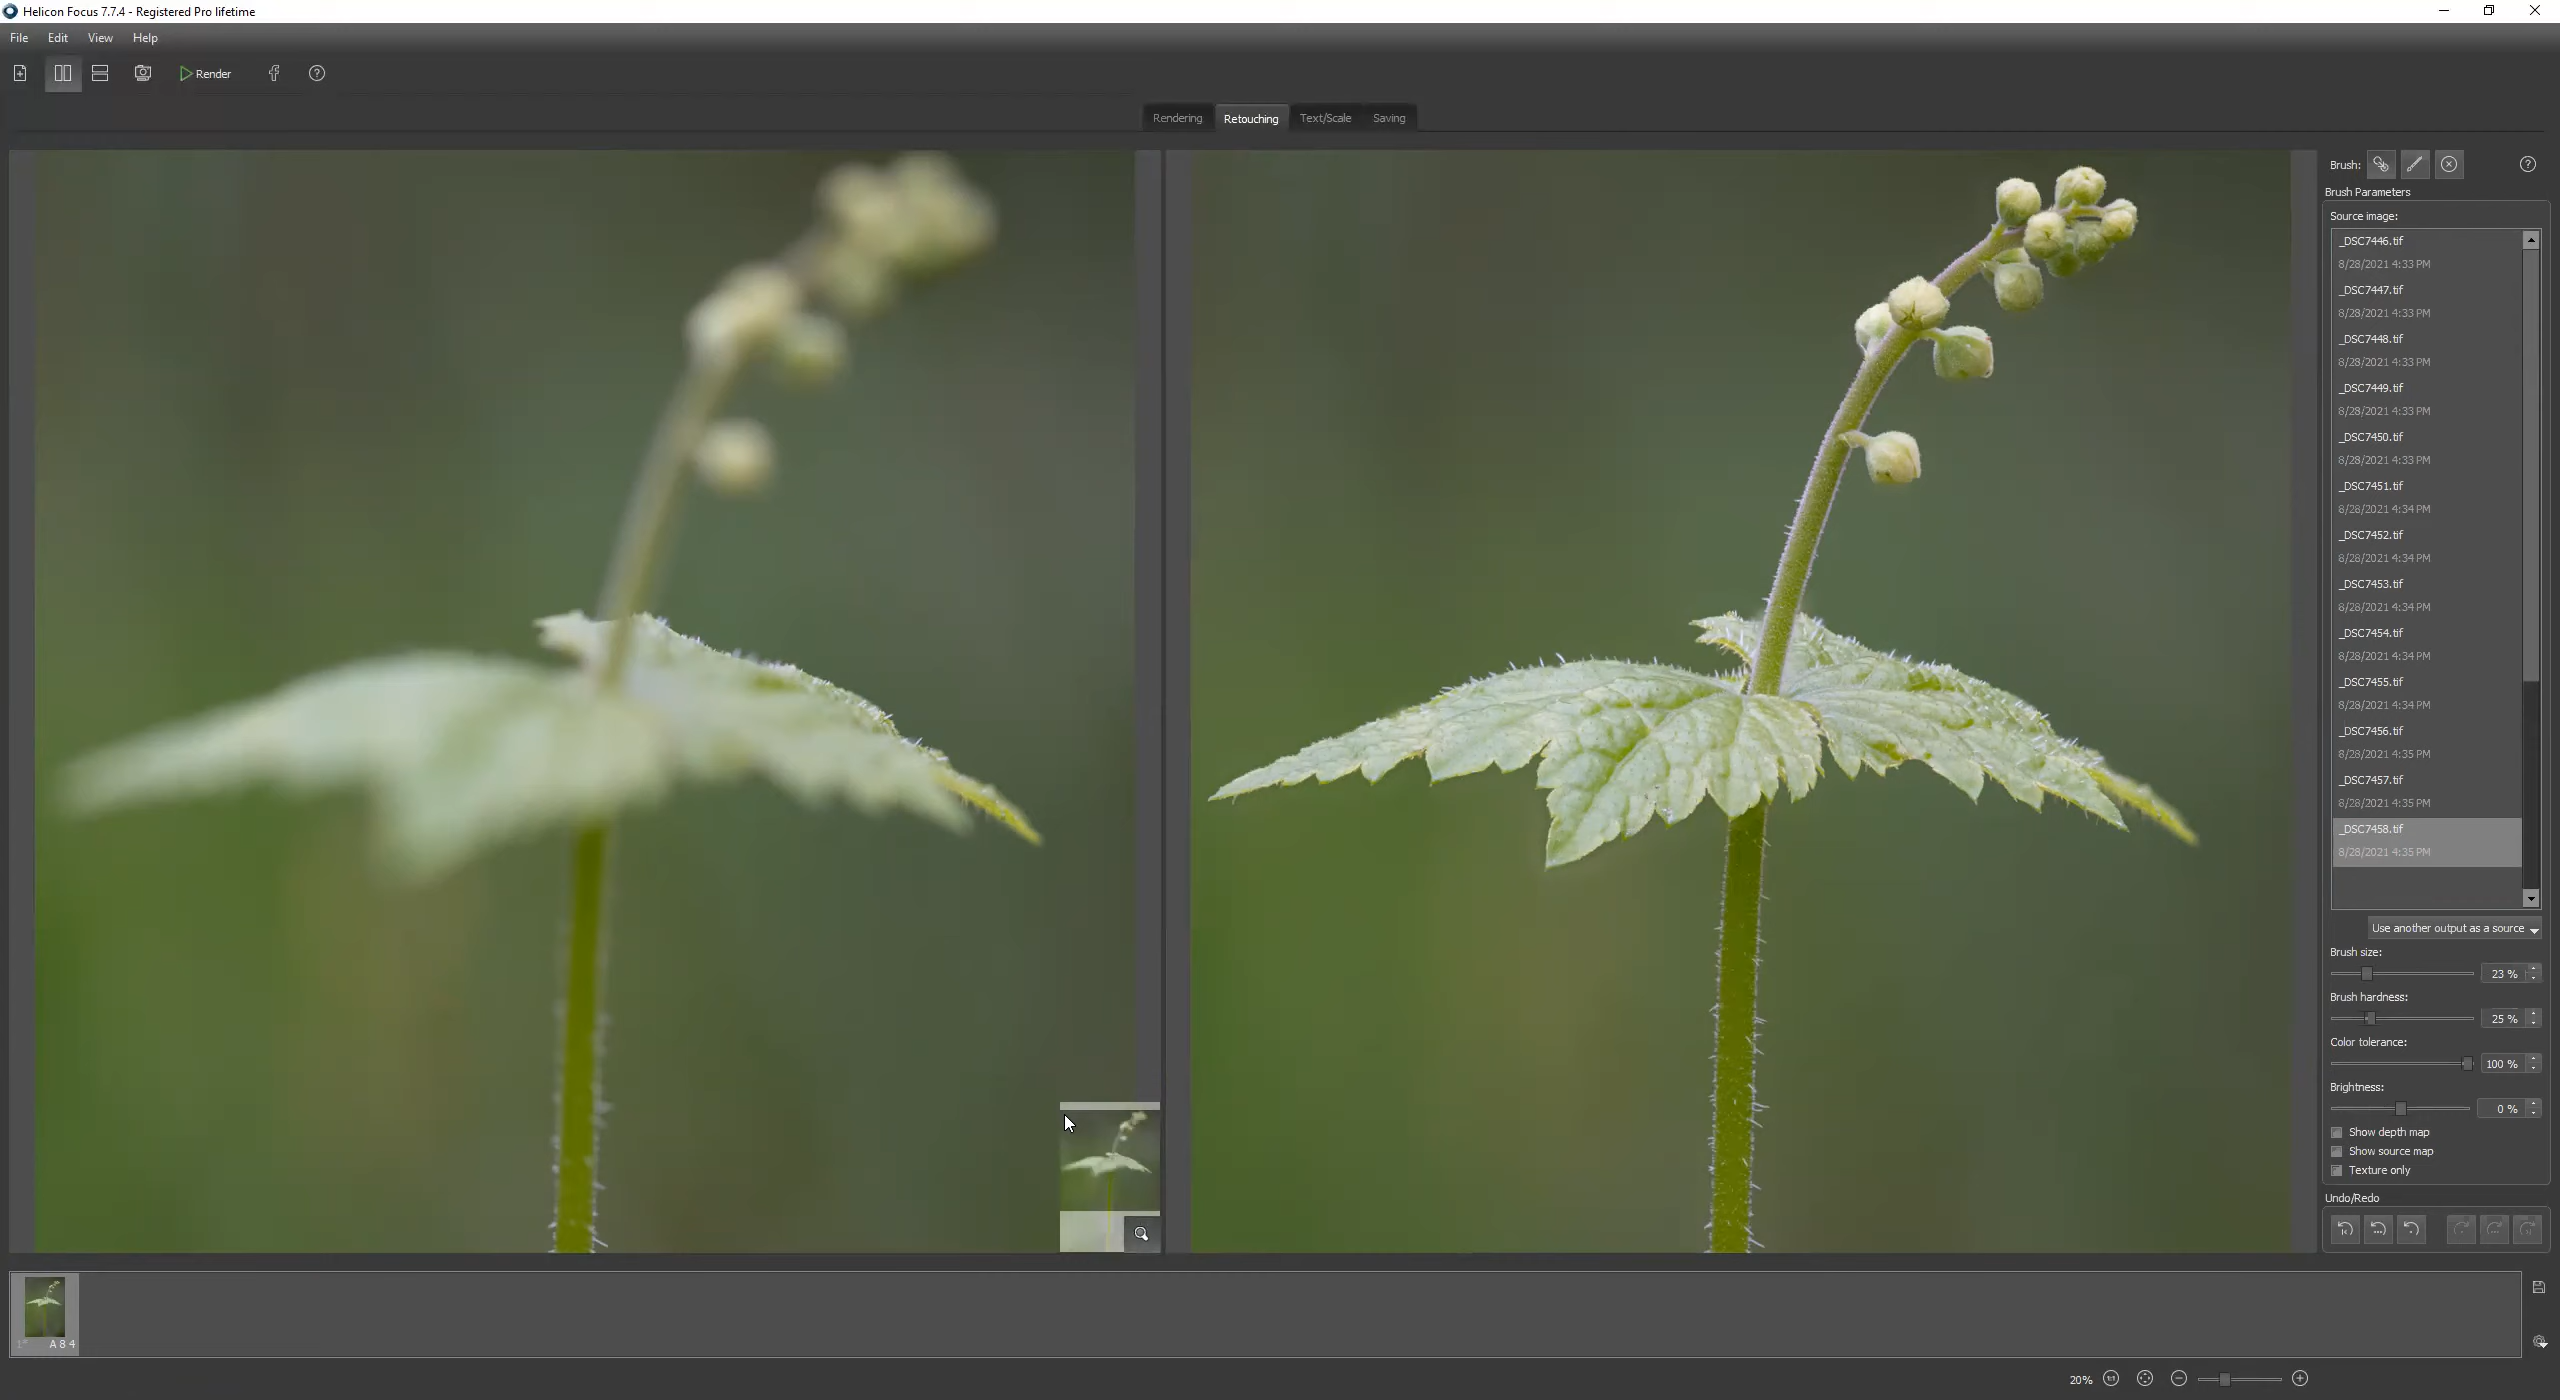 Helicon Focus 7.7.4 - Registered Pro lifetime
File Edit View Help
Render
Rendering Retouching Text/Scale Saving
Brush:
Brush Parameters
Source image:
_DSC7446.tif
8/28/2021 4:33 PM
_DSC7447.tif
8/28/2021 4:33 PM
_DSC7448.tif
8/28/2021 4:33 PM
_DSC7449.tif
8/28/2021 4:33 PM
_DSC7450.tif
8/28/2021 4:33 PM
_DSC7451.tif
8/28/2021 4:34 PM
_DSC7452.tif
8/28/2021 4:34 PM
_DSC7453.tif
8/28/2021 4:34 PM
_DSC7454.tif
8/28/2021 4:34 PM
_DSC7455.tif
8/28/2021 4:34 PM
_DSC7456.tif
8/28/2021 4:35 PM
_DSC7457.tif
8/28/2021 4:35 PM
_DSC7458.tif
8/28/2021 4:35 PM
Use another output as a source
Brush size:
23 %
Brush hardness:
25 %
Color tolerance:
100 %
Brightness:
0 %
Show depth map
Show source map
Texture only
Undo/Redo
A 8 4
20%